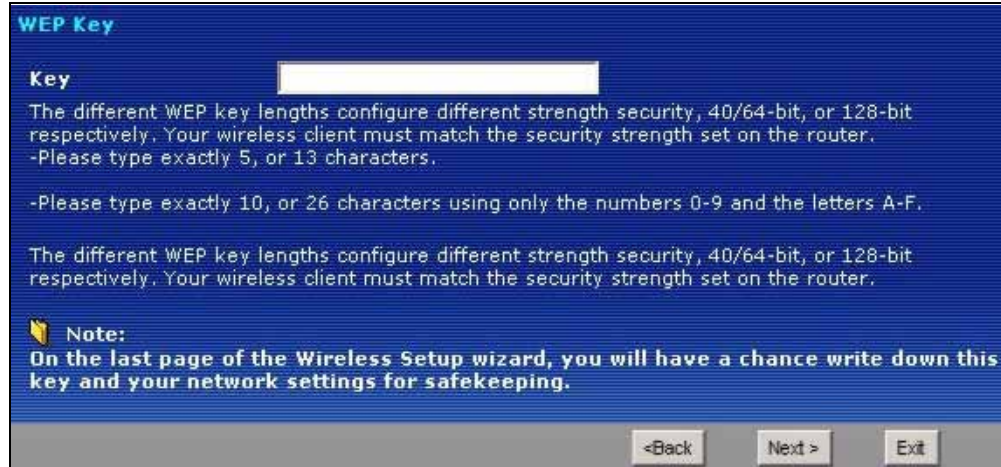 WEP Key
Key
The different WEP key lengths configure different strength security, 40/64-bit, or 128-bit
respectively. Your wireless client must match the security strength set on the router.
-Please type exactly 5, or 13 characters.
-Please type exactly 10, or 26 characters using only the numbers 0-9 and the letters A-F.
The different WEP key lengths configure different strength security, 40/64-bit, or 128-bit
respectively. Your wireless client must match the security strength set on the router.
Note:
On the last page of the Wireless Setup wizard, you will have a chance write down this
key and your network settings for safekeeping.
<Back Next > Exit